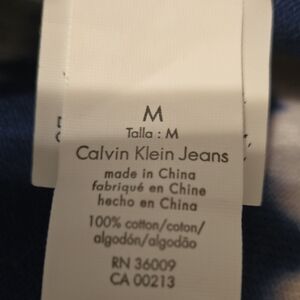 M
Talla : M
Calvin Klein Jeans
made in China
fabriqué en Chine
hecho en China
100% cotton/coton/
algodón/algodão
RN 36009
CA 00213